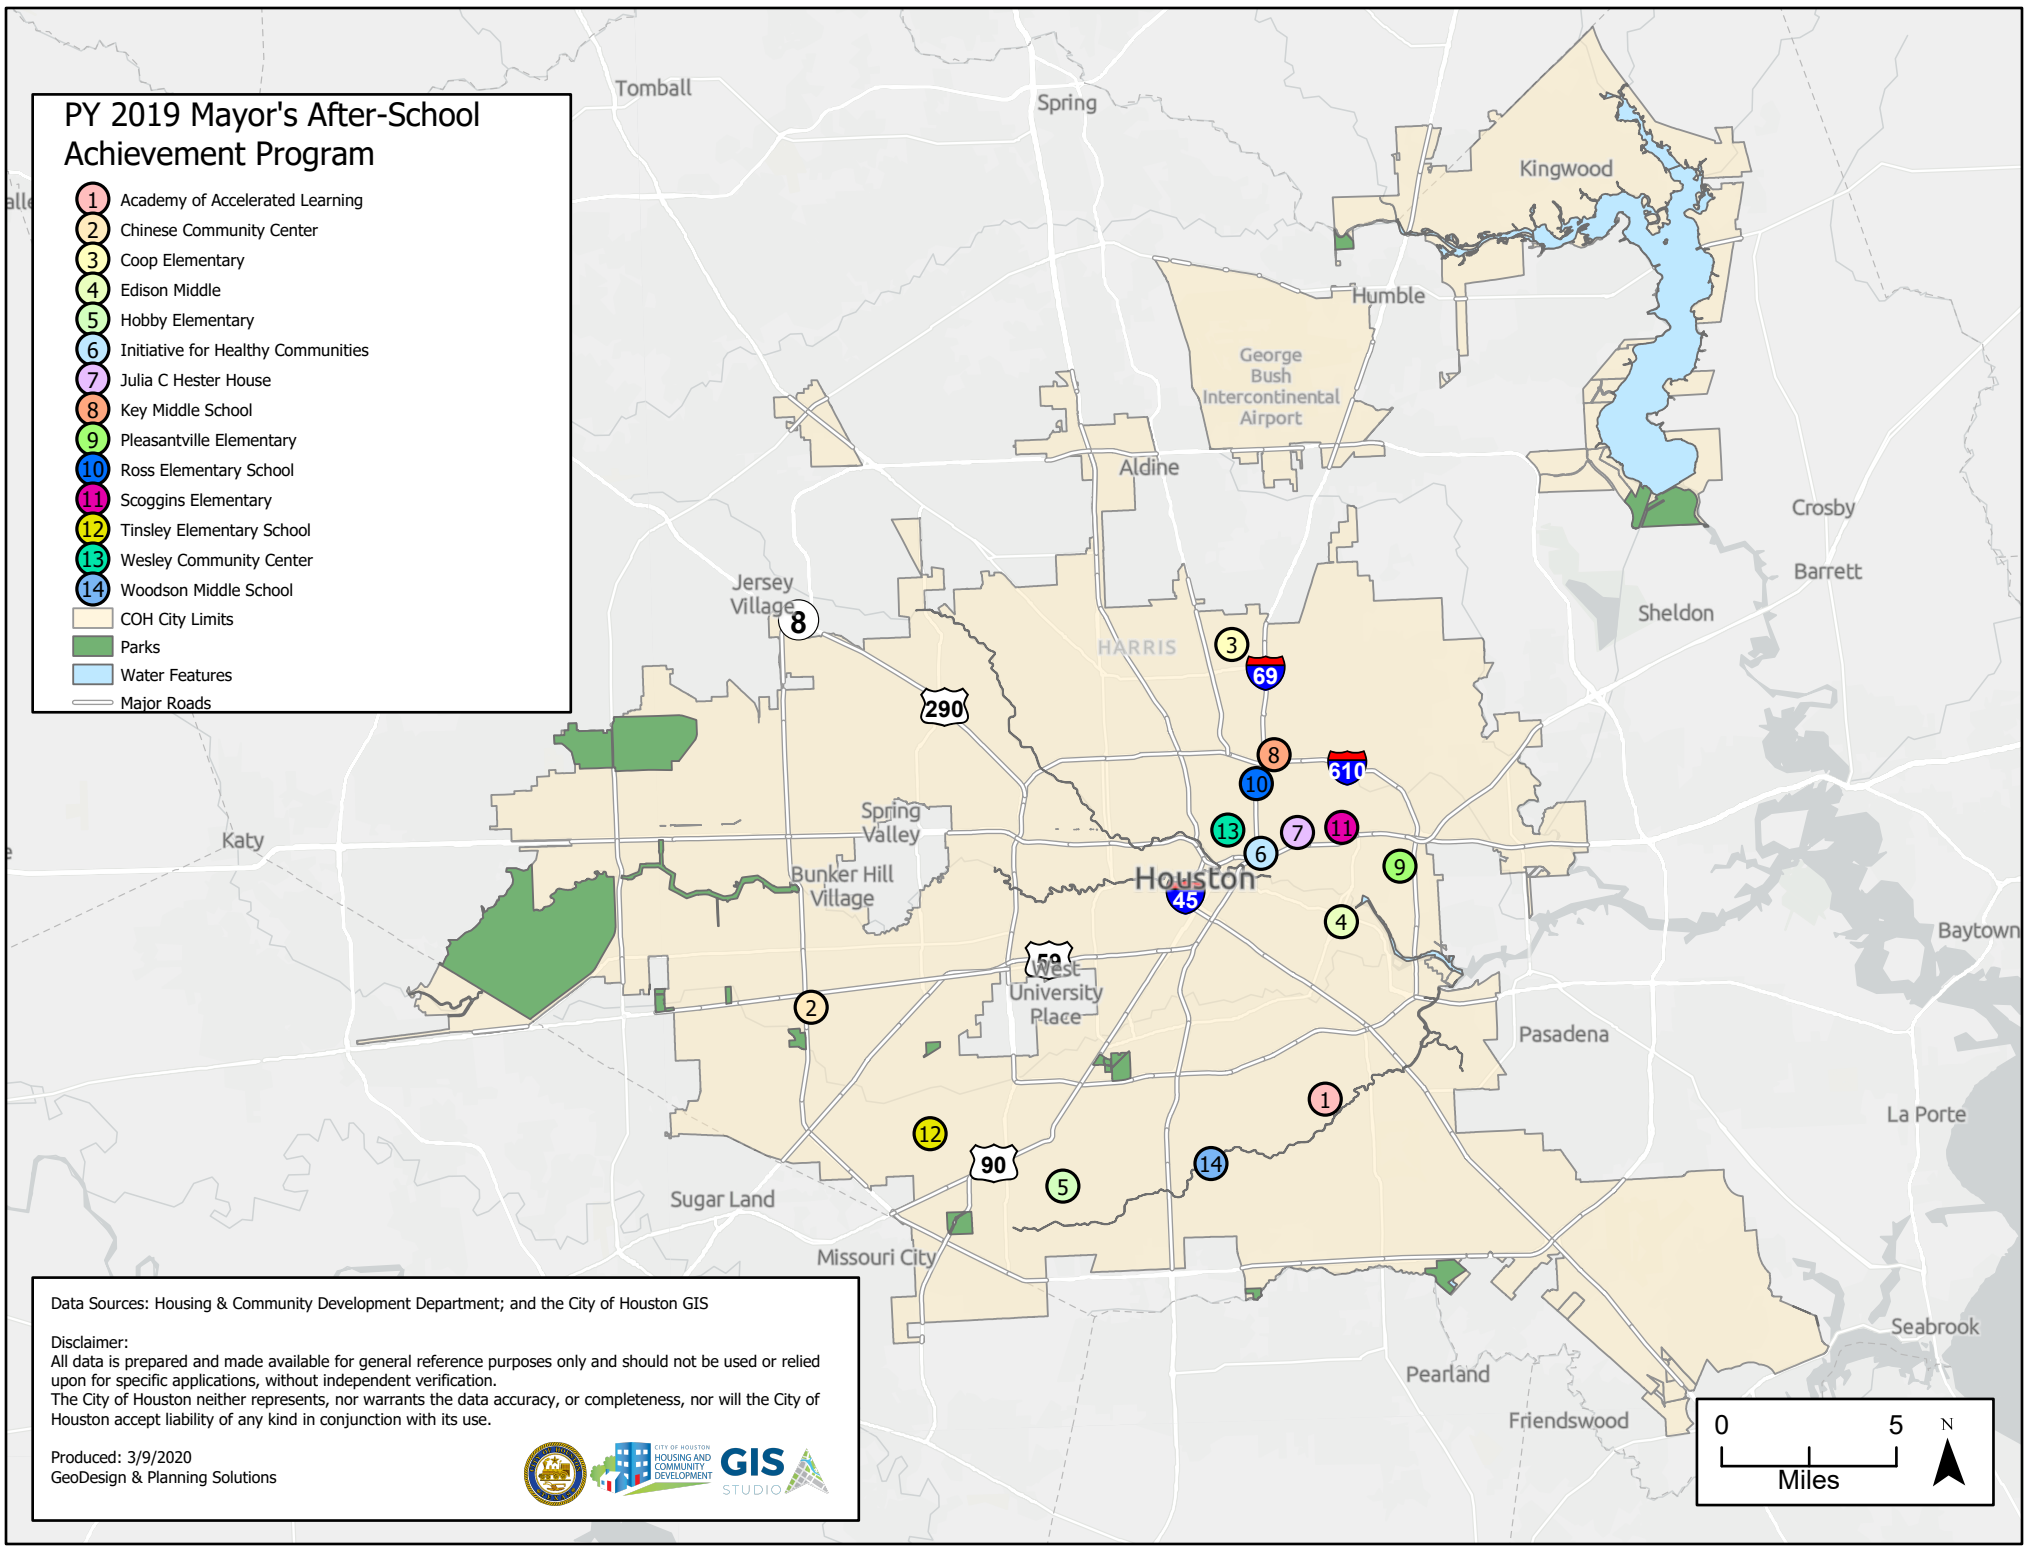 PY 2019 Mayor's After-School
Achievement Program
1 Academy of Accelerated Learning
2 Chinese Community Center
3 Coop Elementary
4 Edison Middle
5 Hobby Elementary
6 Initiative for Healthy Communities
7 Julia C Hester House
8 Key Middle School
9 Pleasantville Elementary
10 Ross Elementary School
11 Scoggins Elementary
12 Tinsley Elementary School
13 Wesley Community Center
14 Woodson Middle School
COH City Limits
Parks
Water Features
Major Roads
Tomball
Spring
Kingwood
Humble
George
Bush
Intercontinental
Airport
Aldine
Crosby
Barrett
Sheldon
Jersey
Village
8
HARRIS
3
69
290
8
610
10
Spring
Valley
13
7
11
6
9
Katy
Bunker Hill
Village
Houston
45
4
Baytown
59
West
University
Place
2
Pasadena
1
La Porte
12
14
90
5
Sugar Land
Missouri City
Seabrook
Pearland
Friendswood
Data Sources: Housing & Community Development Department; and the City of Houston GIS
Disclaimer:
All data is prepared and made available for general reference purposes only and should not be used or relied
upon for specific applications, without independent verification.
The City of Houston neither represents, nor warrants the data accuracy, or completeness, nor will the City of
Houston accept liability of any kind in conjunction with its use.
Produced: 3/9/2020
GeoDesign & Planning Solutions
CITY OF HOUSTON
HOUSING AND
COMMUNITY
DEVELOPMENT
GIS
STUDIO
0 5
Miles
N